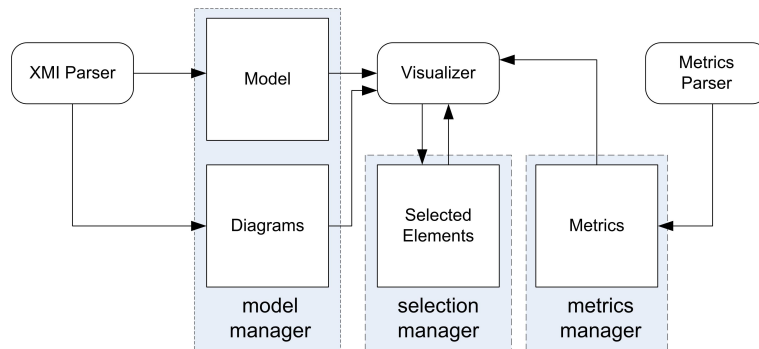 XMI Parser
Model
Visualizer
Metrics
Parser
Diagrams
Selected
Elements
Metrics
model
manager
selection
manager
metrics
manager